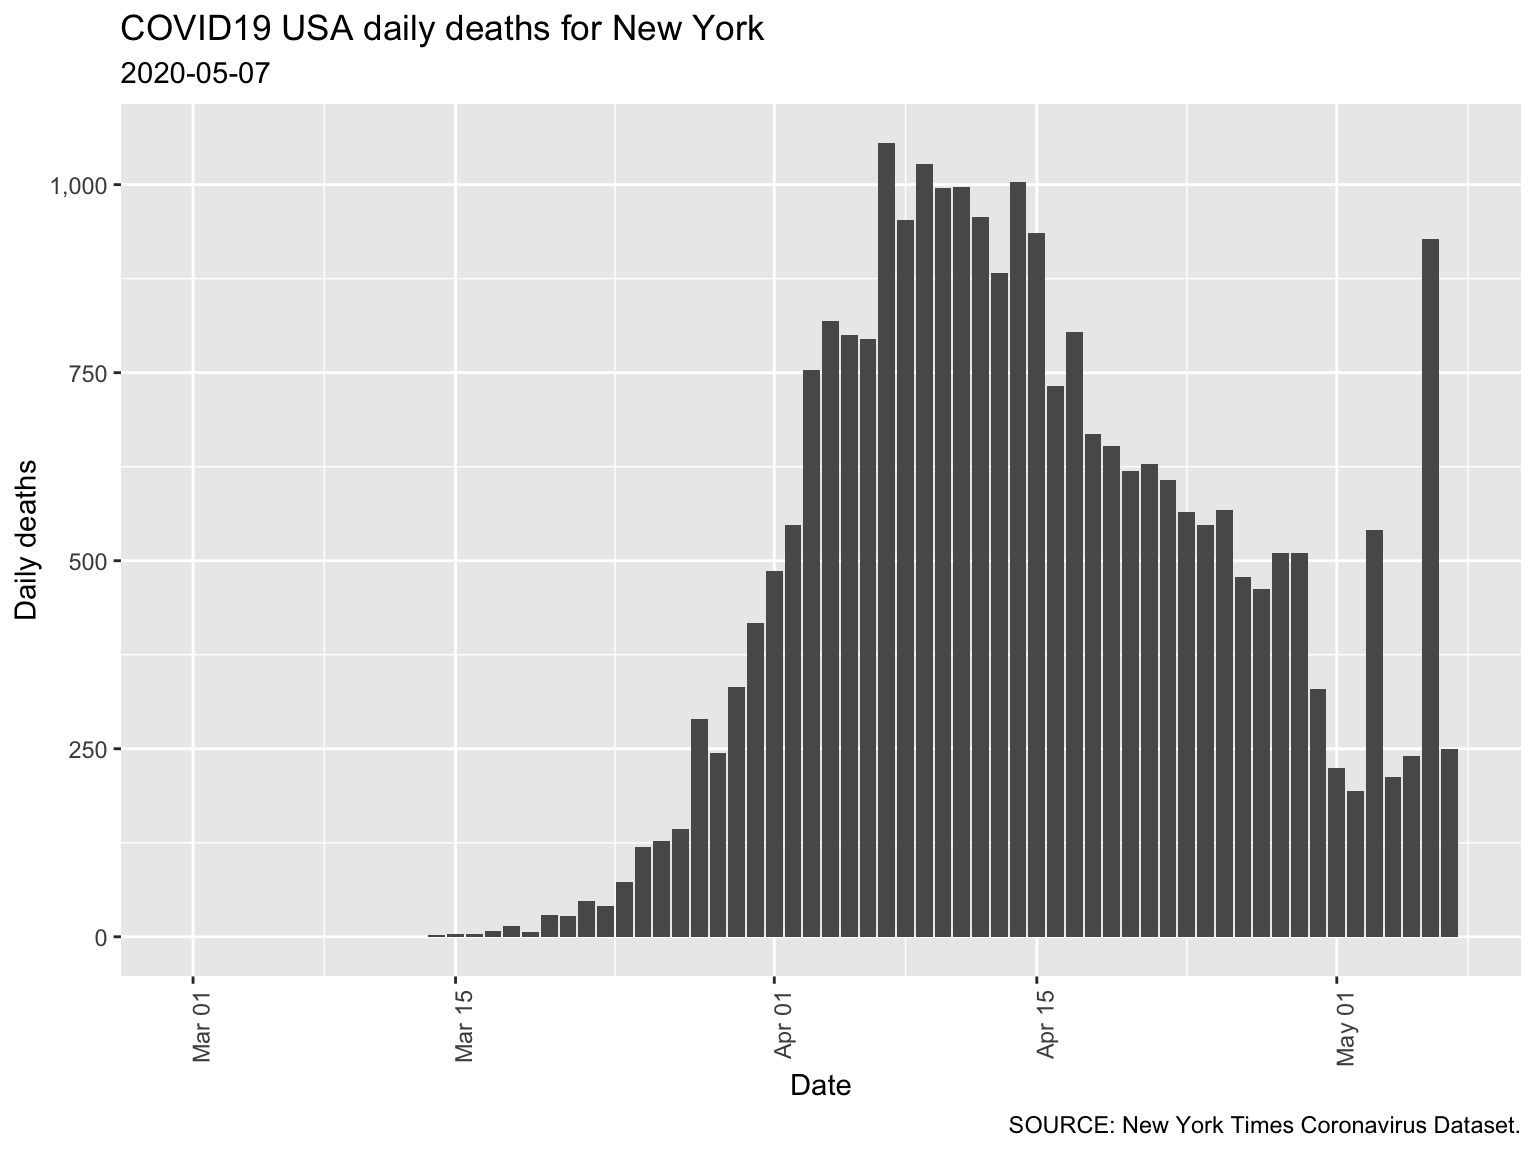 COVID19 USA daily deaths for New York
2020-05-07
Daily deaths
1,000
750
500
250
0
Mar 01
Mar 15
Apr 01
Apr 15
May 01
Date
SOURCE: New York Times Coronavirus Dataset.